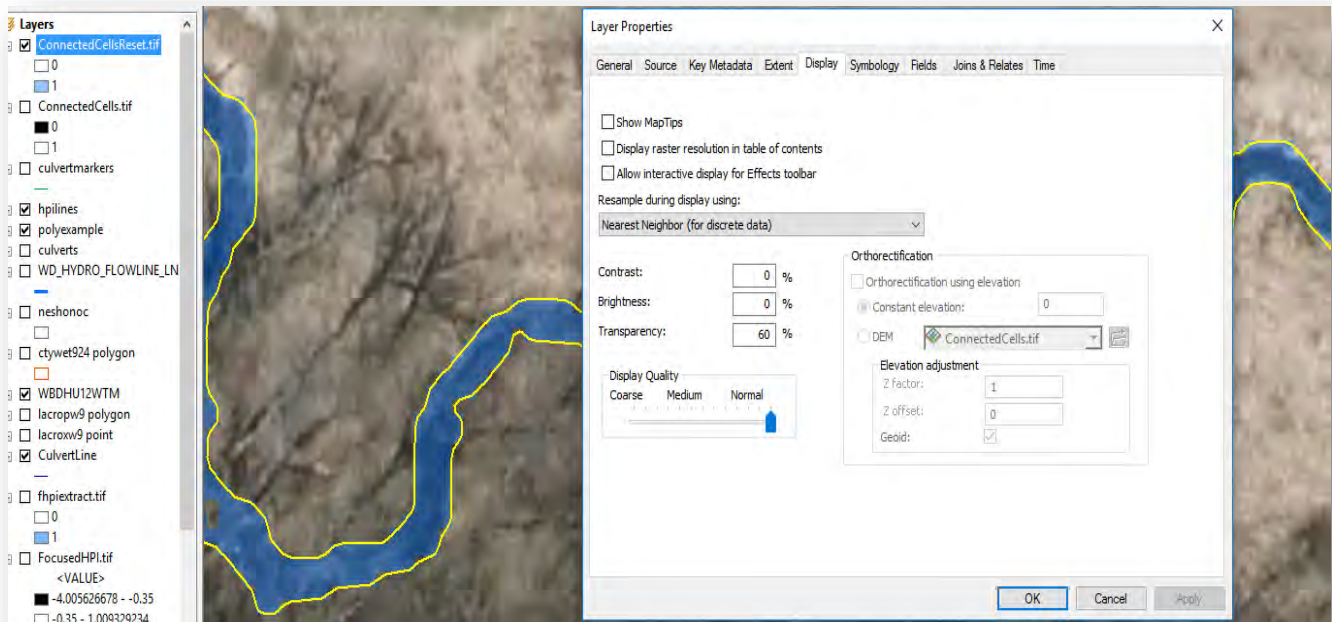 Layers
ConnectedCellsReset.tif
0
1
ConnectedCells.tif
0
1
culvertmarkers
hpilines
polyexample
culverts
WD_HYDRO_FLOWLINE_LN
neshonoc
ctywet924 polygon
WBDHU12WTM
lacropw9 polygon
lacroxw9 point
CulvertLine
fhpiextract.tif
0
1
FocusedHPI.tif
<VALUE>
-4.005626678 - -0.35
-0.35 - 1.009329234
Layer Properties
General Source Key Metadata Extent Display Symbology Fields Joins & Relates Time
Show MapTips
Display raster resolution in table of contents
Allow interactive display for Effects toolbar
Resample during display using:
Nearest Neighbor (for discrete data)
Contrast: 0 %
Brightness: 0 %
Transparency: 60 %
Display Quality
Coarse Medium Normal
Orthorectification
Orthorectification using elevation
Constant elevation: 0
DEM ConnectedCells.tif
Elevation adjustment
Z factor: 1
Z offset: 0
Geoid:
OK Cancel Apply